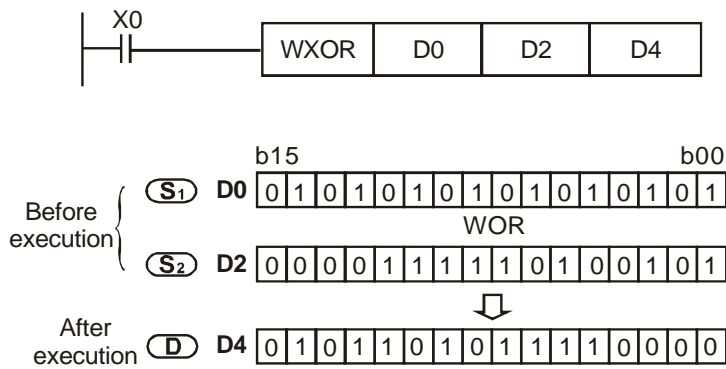 X0
WXOR D0 D2 D4
b15 b00
Before execution
S1 D0 0 1 0 1 0 1 0 1 0 1 0 1 0 1 0 1
WOR
S2 D2 0 0 0 0 1 1 1 1 1 0 1 0 0 1 0 1
After execution
D D4 0 1 0 1 1 0 1 0 1 1 1 1 0 0 0 0